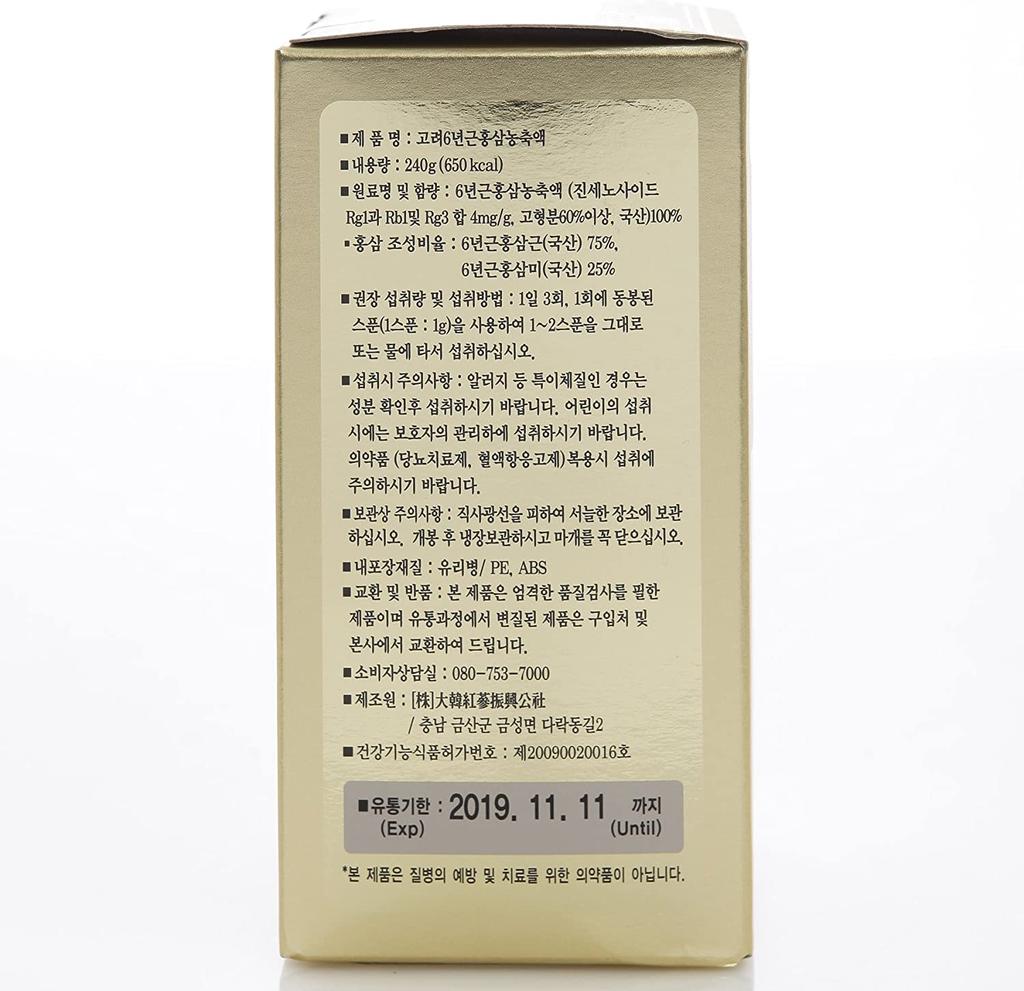 ■제 품 명 : 고려6년근홍삼농축액
■내용량 : 240g (650 kcal)
■원료명 및 함량 : 6년근홍삼농축액 (진세노사이드
Rg1과 Rb1및 Rg3 합 4mg/g, 고형분60%이상, 국산)100%
▪홍삼 조성비율 : 6년근홍삼근(국산) 75%,
6년근홍삼미(국산) 25%
■권장 섭취량 및 섭취방법 : 1일 3회, 1회에 동봉된
스푼(1스푼 : 1g)을 사용하여 1~2스푼을 그대로
또는 물에 타서 섭취하십시오.
■섭취시 주의사항 : 알러지 등 특이체질인 경우는
성분 확인후 섭취하시기 바랍니다. 어린이의 섭취
시에는 보호자의 관리하에 섭취하시기 바랍니다.
의약품 (당뇨치료제, 혈액항응고제)복용시 섭취에
주의하시기 바랍니다.
■보관상 주의사항 : 직사광선을 피하여 서늘한 장소에 보관
하십시오. 개봉 후 냉장보관하시고 마개를 꼭 닫으십시오.
■내포장재질 : 유리병/ PE, ABS
■교환 및 반품 : 본 제품은 엄격한 품질검사를 필한
제품이며 유통과정에서 변질된 제품은 구입처 및
본사에서 교환하여 드립니다.
■소비자상담실 : 080-753-7000
■제조원 : [株]大韓紅蔘振興公社
/ 충남 금산군 금성면 다락동길2
■건강기능식품허가번호 : 제20090020016호
■유통기한 : 2019. 11. 11 까지
(Exp) (Until)
*본 제품은 질병의 예방 및 치료를 위한 의약품이 아닙니다.